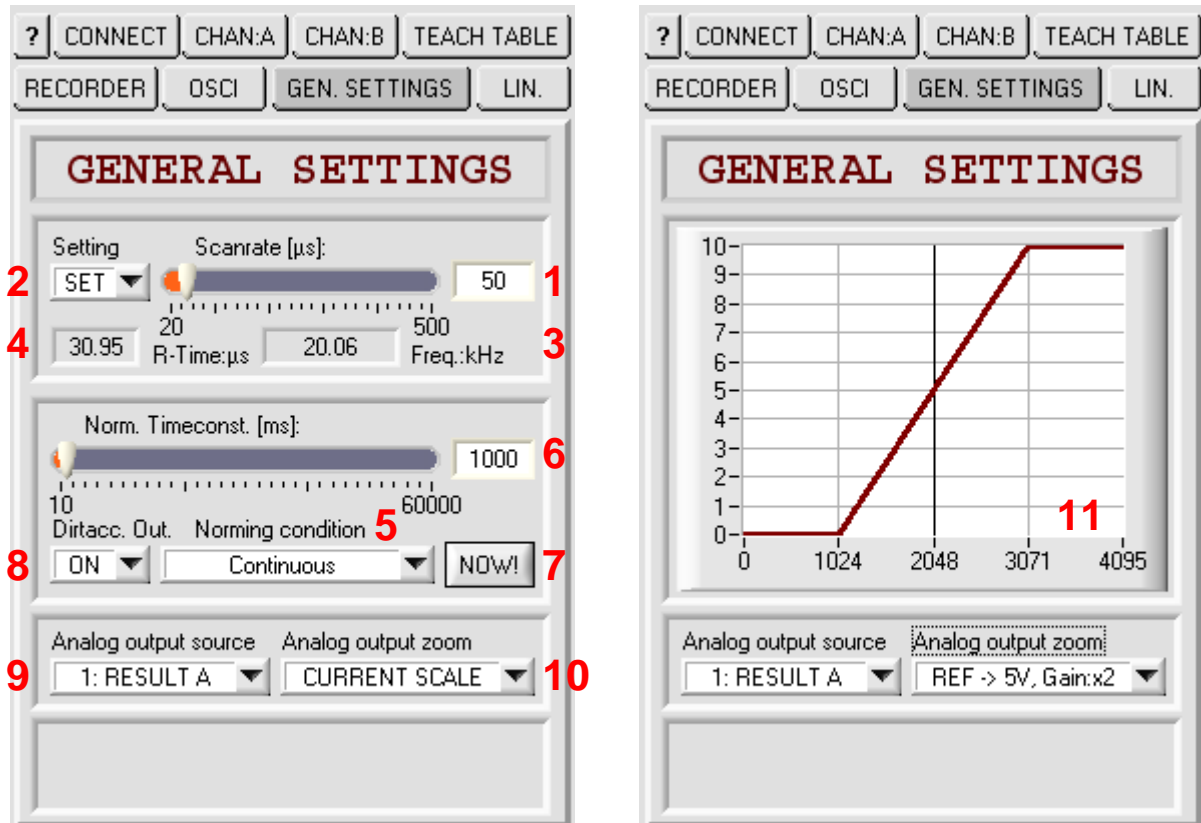 ? CONNECT CHAN:A CHAN:B TEACH TABLE
RECORDER OSCI GEN. SETTINGS LIN.
GENERAL SETTINGS
Setting Scanrate [µs]:
2 SET 50 1
20 500
4 30.95 R-Time:µs 20.06 Freq.:kHz 3
Norm. Timeconst. [ms]:
1000 6
10 60000
Dirtacc. Out. Norming condition 5
8 ON Continuous NOW! 7
Analog output source Analog output zoom
9 1: RESULT A CURRENT SCALE 10
? CONNECT CHAN:A CHAN:B TEACH TABLE
RECORDER OSCI GEN. SETTINGS LIN.
GENERAL SETTINGS
10
9
8
7
6
5
4
3
2
1 11
0
0 1024 2048 3071 4095
Analog output source Analog output zoom
1: RESULT A REF -> 5V, Gain:x2